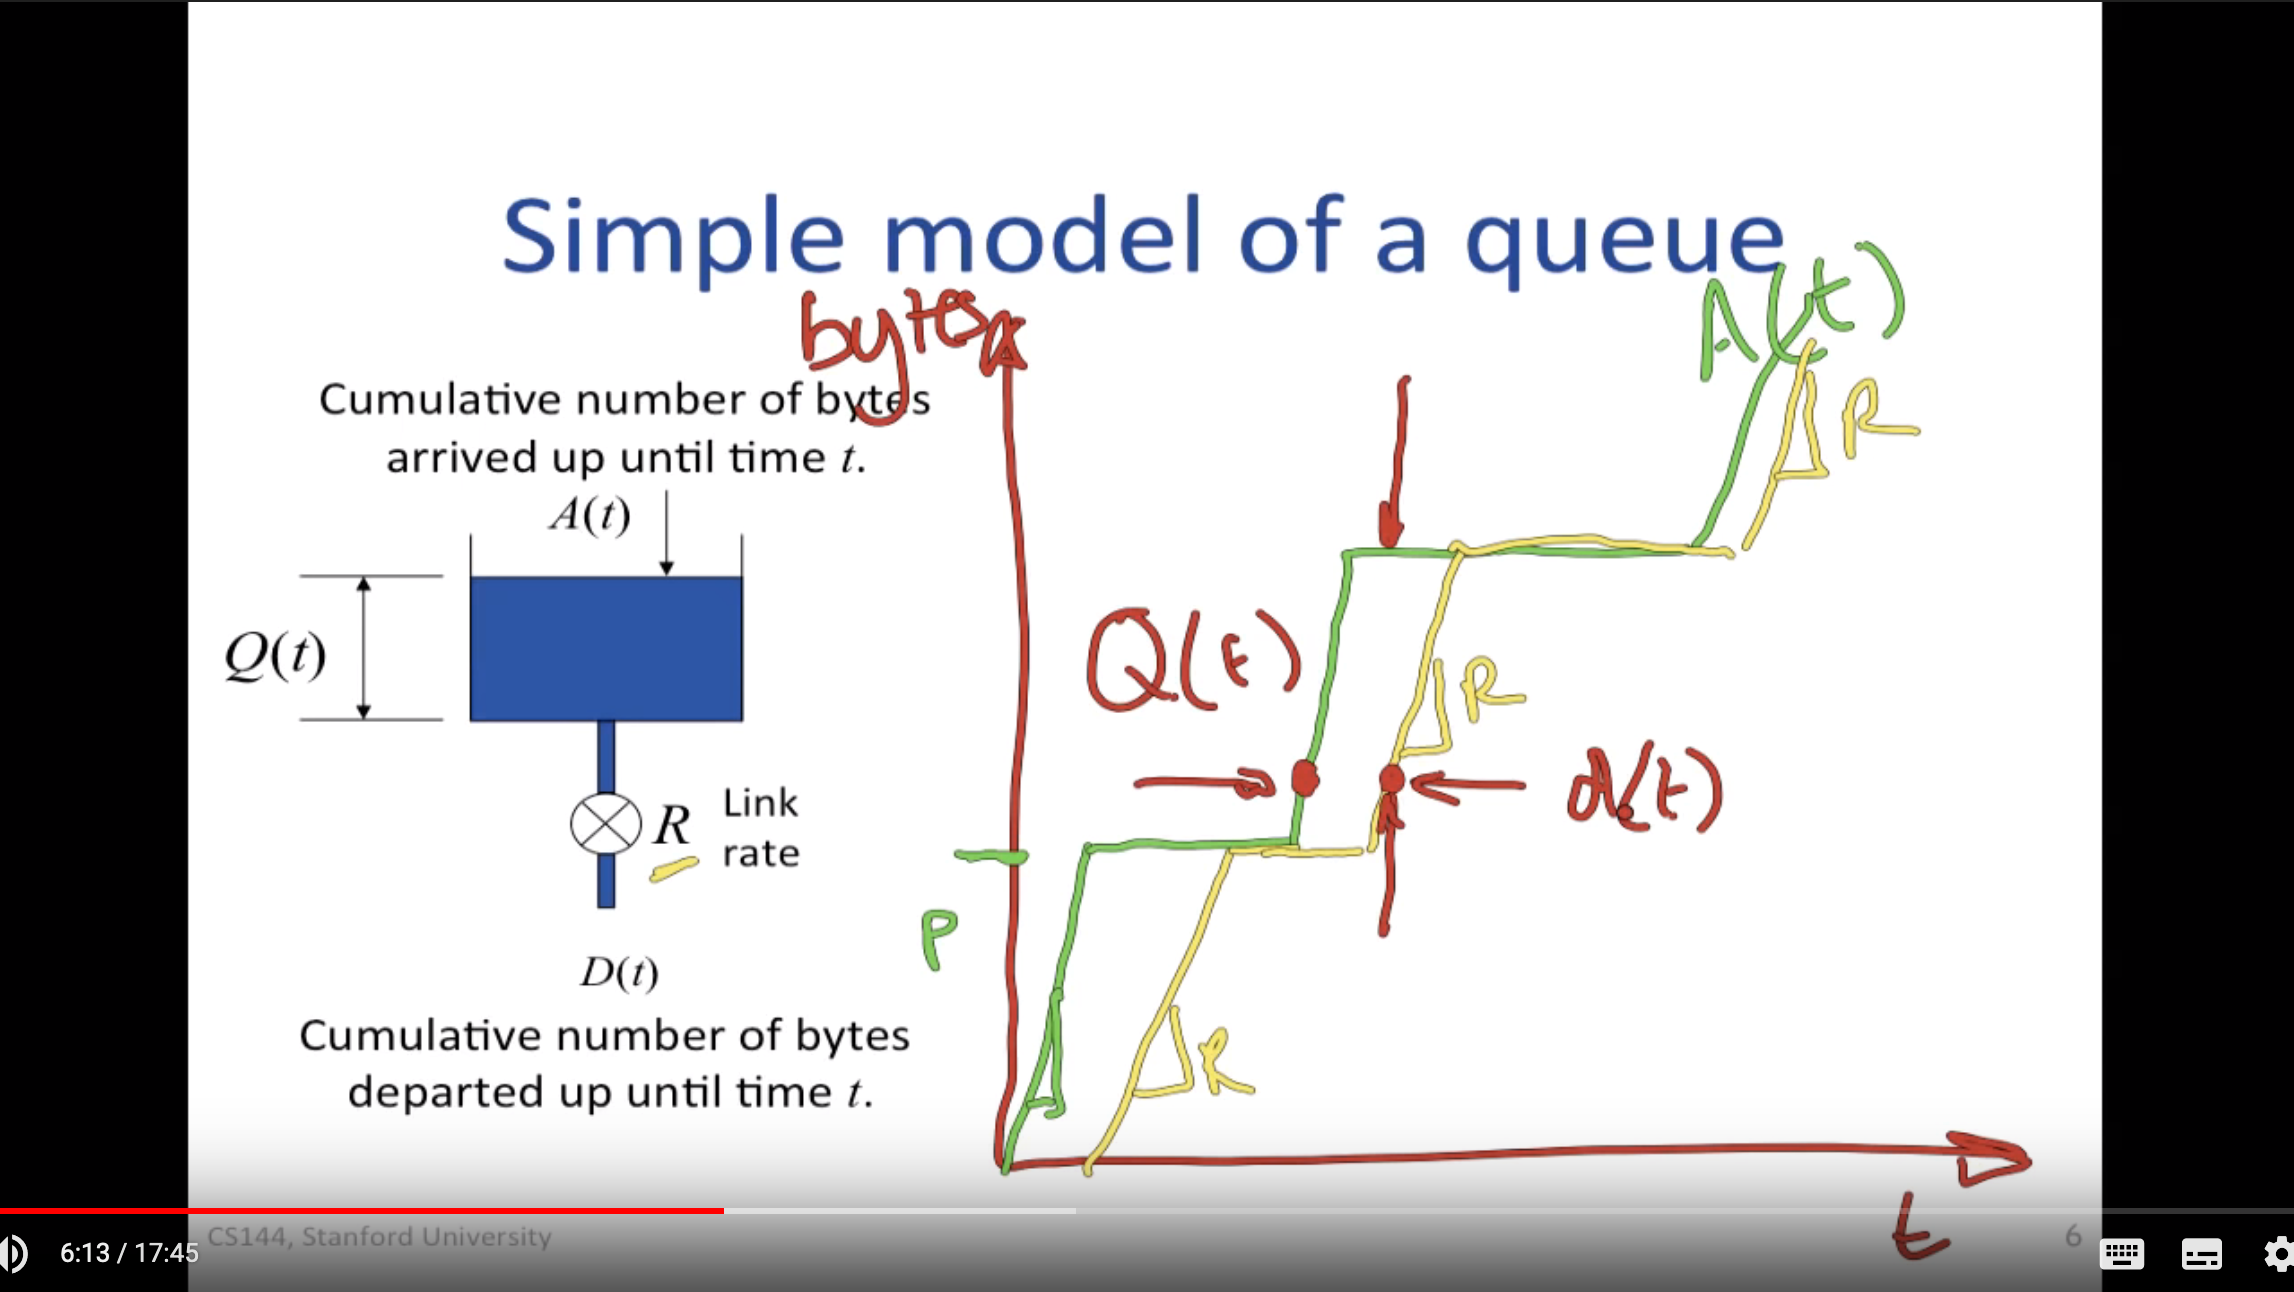 Simple model of a queue
bytes
A(t)
R
Cumulative number of bytes
arrived up until time t.
A(t)
Q(t)
Q(t)
R
d(t)
R Link
rate
P
D(t)
R
Cumulative number of bytes
departed up until time t.
t
CS144, Stanford University
6
6:13 / 17:45